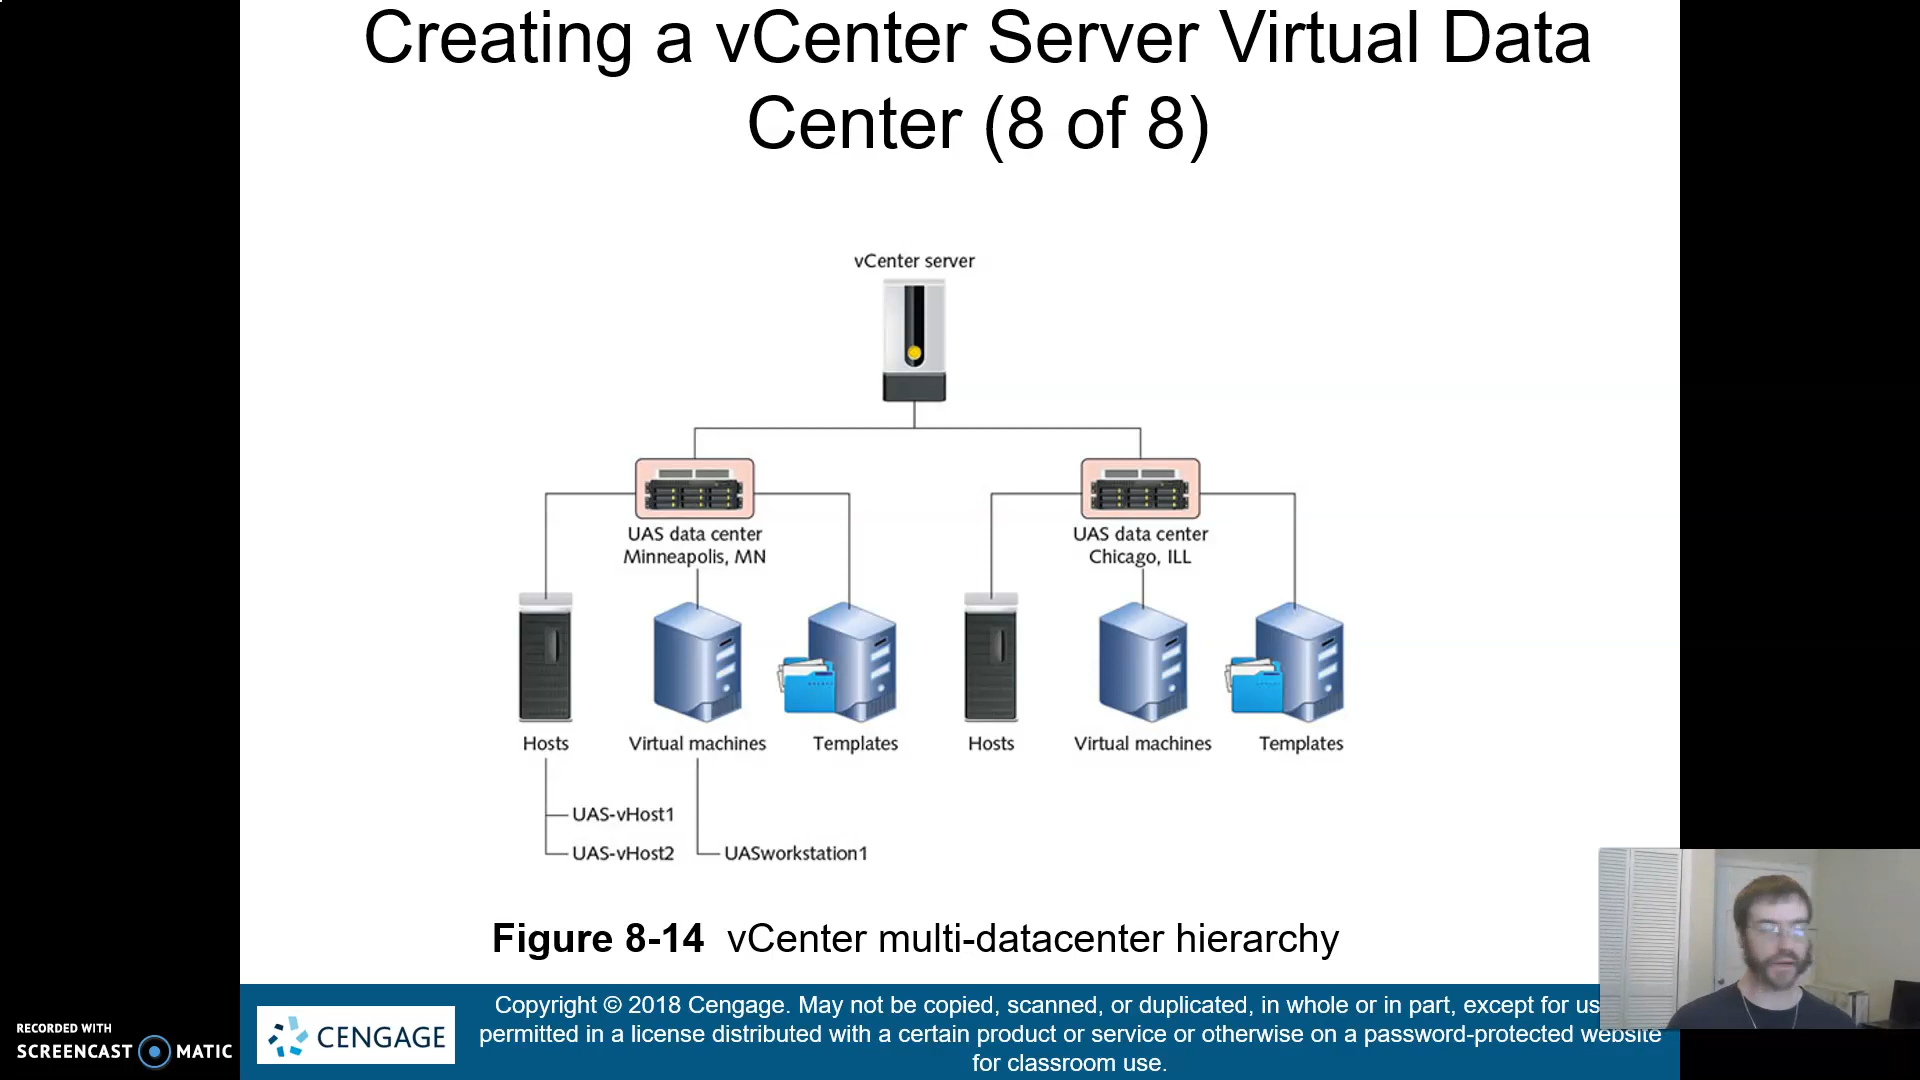 Creating a vCenter Server Virtual Data
Center (8 of 8)
vCenter server
UAS data center
Minneapolis, MN
UAS data center
Chicago, ILL
Hosts
Virtual machines
Templates
Hosts
Virtual machines
Templates
UAS-vHost1
UAS-vHost2
UASworkstation1
Figure 8-14 vCenter multi-datacenter hierarchy
CENGAGE
Copyright © 2018 Cengage. May not be copied, scanned, or duplicated, in whole or in part, except for us
permitted in a license distributed with a certain product or service or otherwise on a password-protected website
for classroom use.
RECORDED WITH
SCREENCAST MATIC